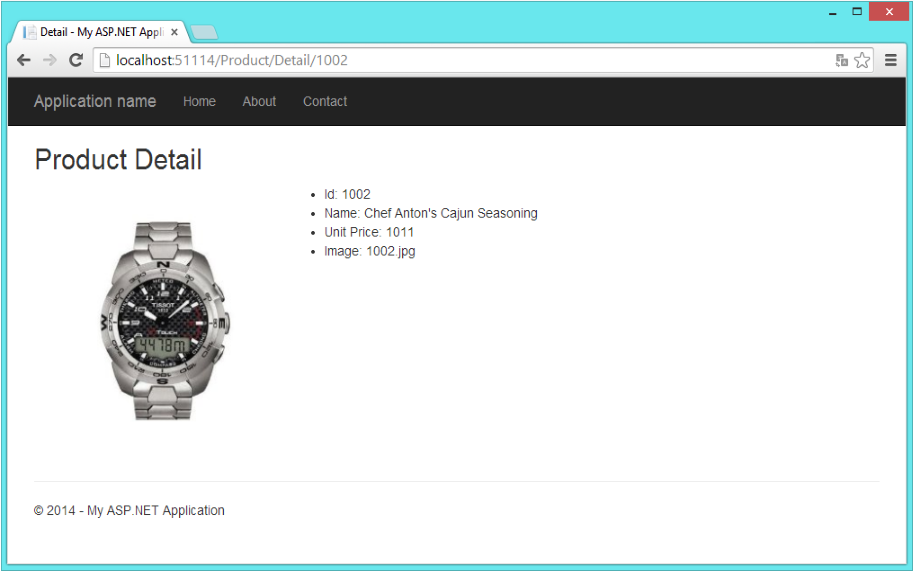 Detail - My ASP.NET Appli
localhost:51114/Product/Detail/1002
Application name Home About Contact
Product Detail
Id: 1002
Name: Chef Anton's Cajun Seasoning
Unit Price: 1011
Image: 1002.jpg
N
TISSOT
TOUCH
W E
4478m
S
© 2014 - My ASP.NET Application